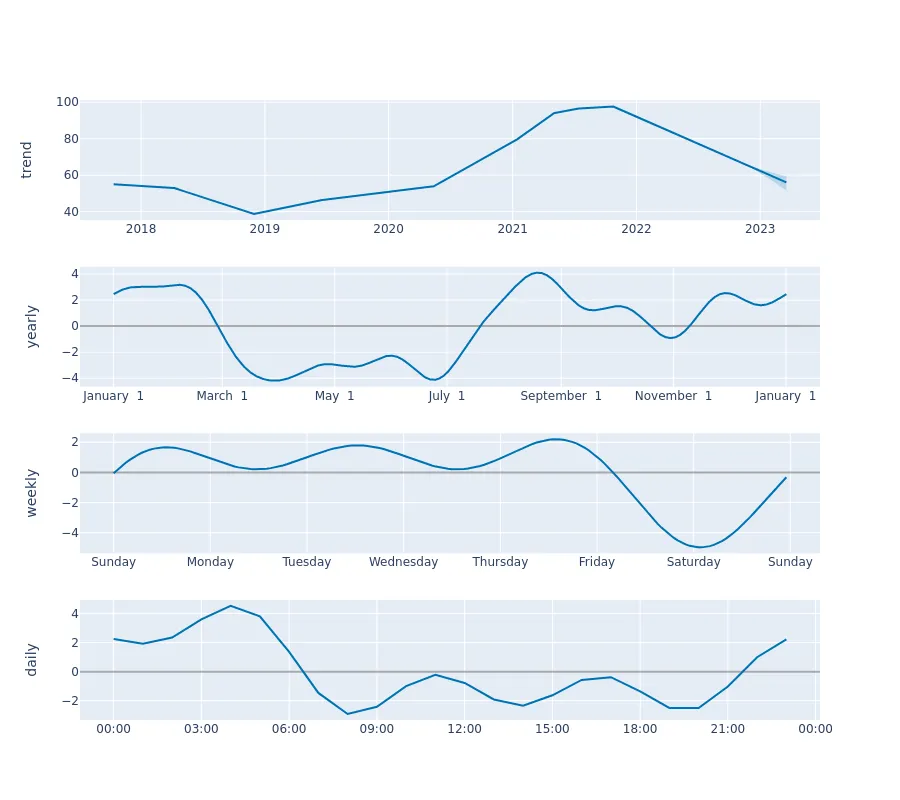 trend
100
80
60
40
2018 2019 2020 2021 2022 2023
yearly
4
2
0
−2
−4
January 1 March 1 May 1 July 1 September 1 November 1 January 1
weekly
2
0
−2
−4
Sunday Monday Tuesday Wednesday Thursday Friday Saturday Sunday
daily
4
2
0
−2
00:00 03:00 06:00 09:00 12:00 15:00 18:00 21:00 00:00